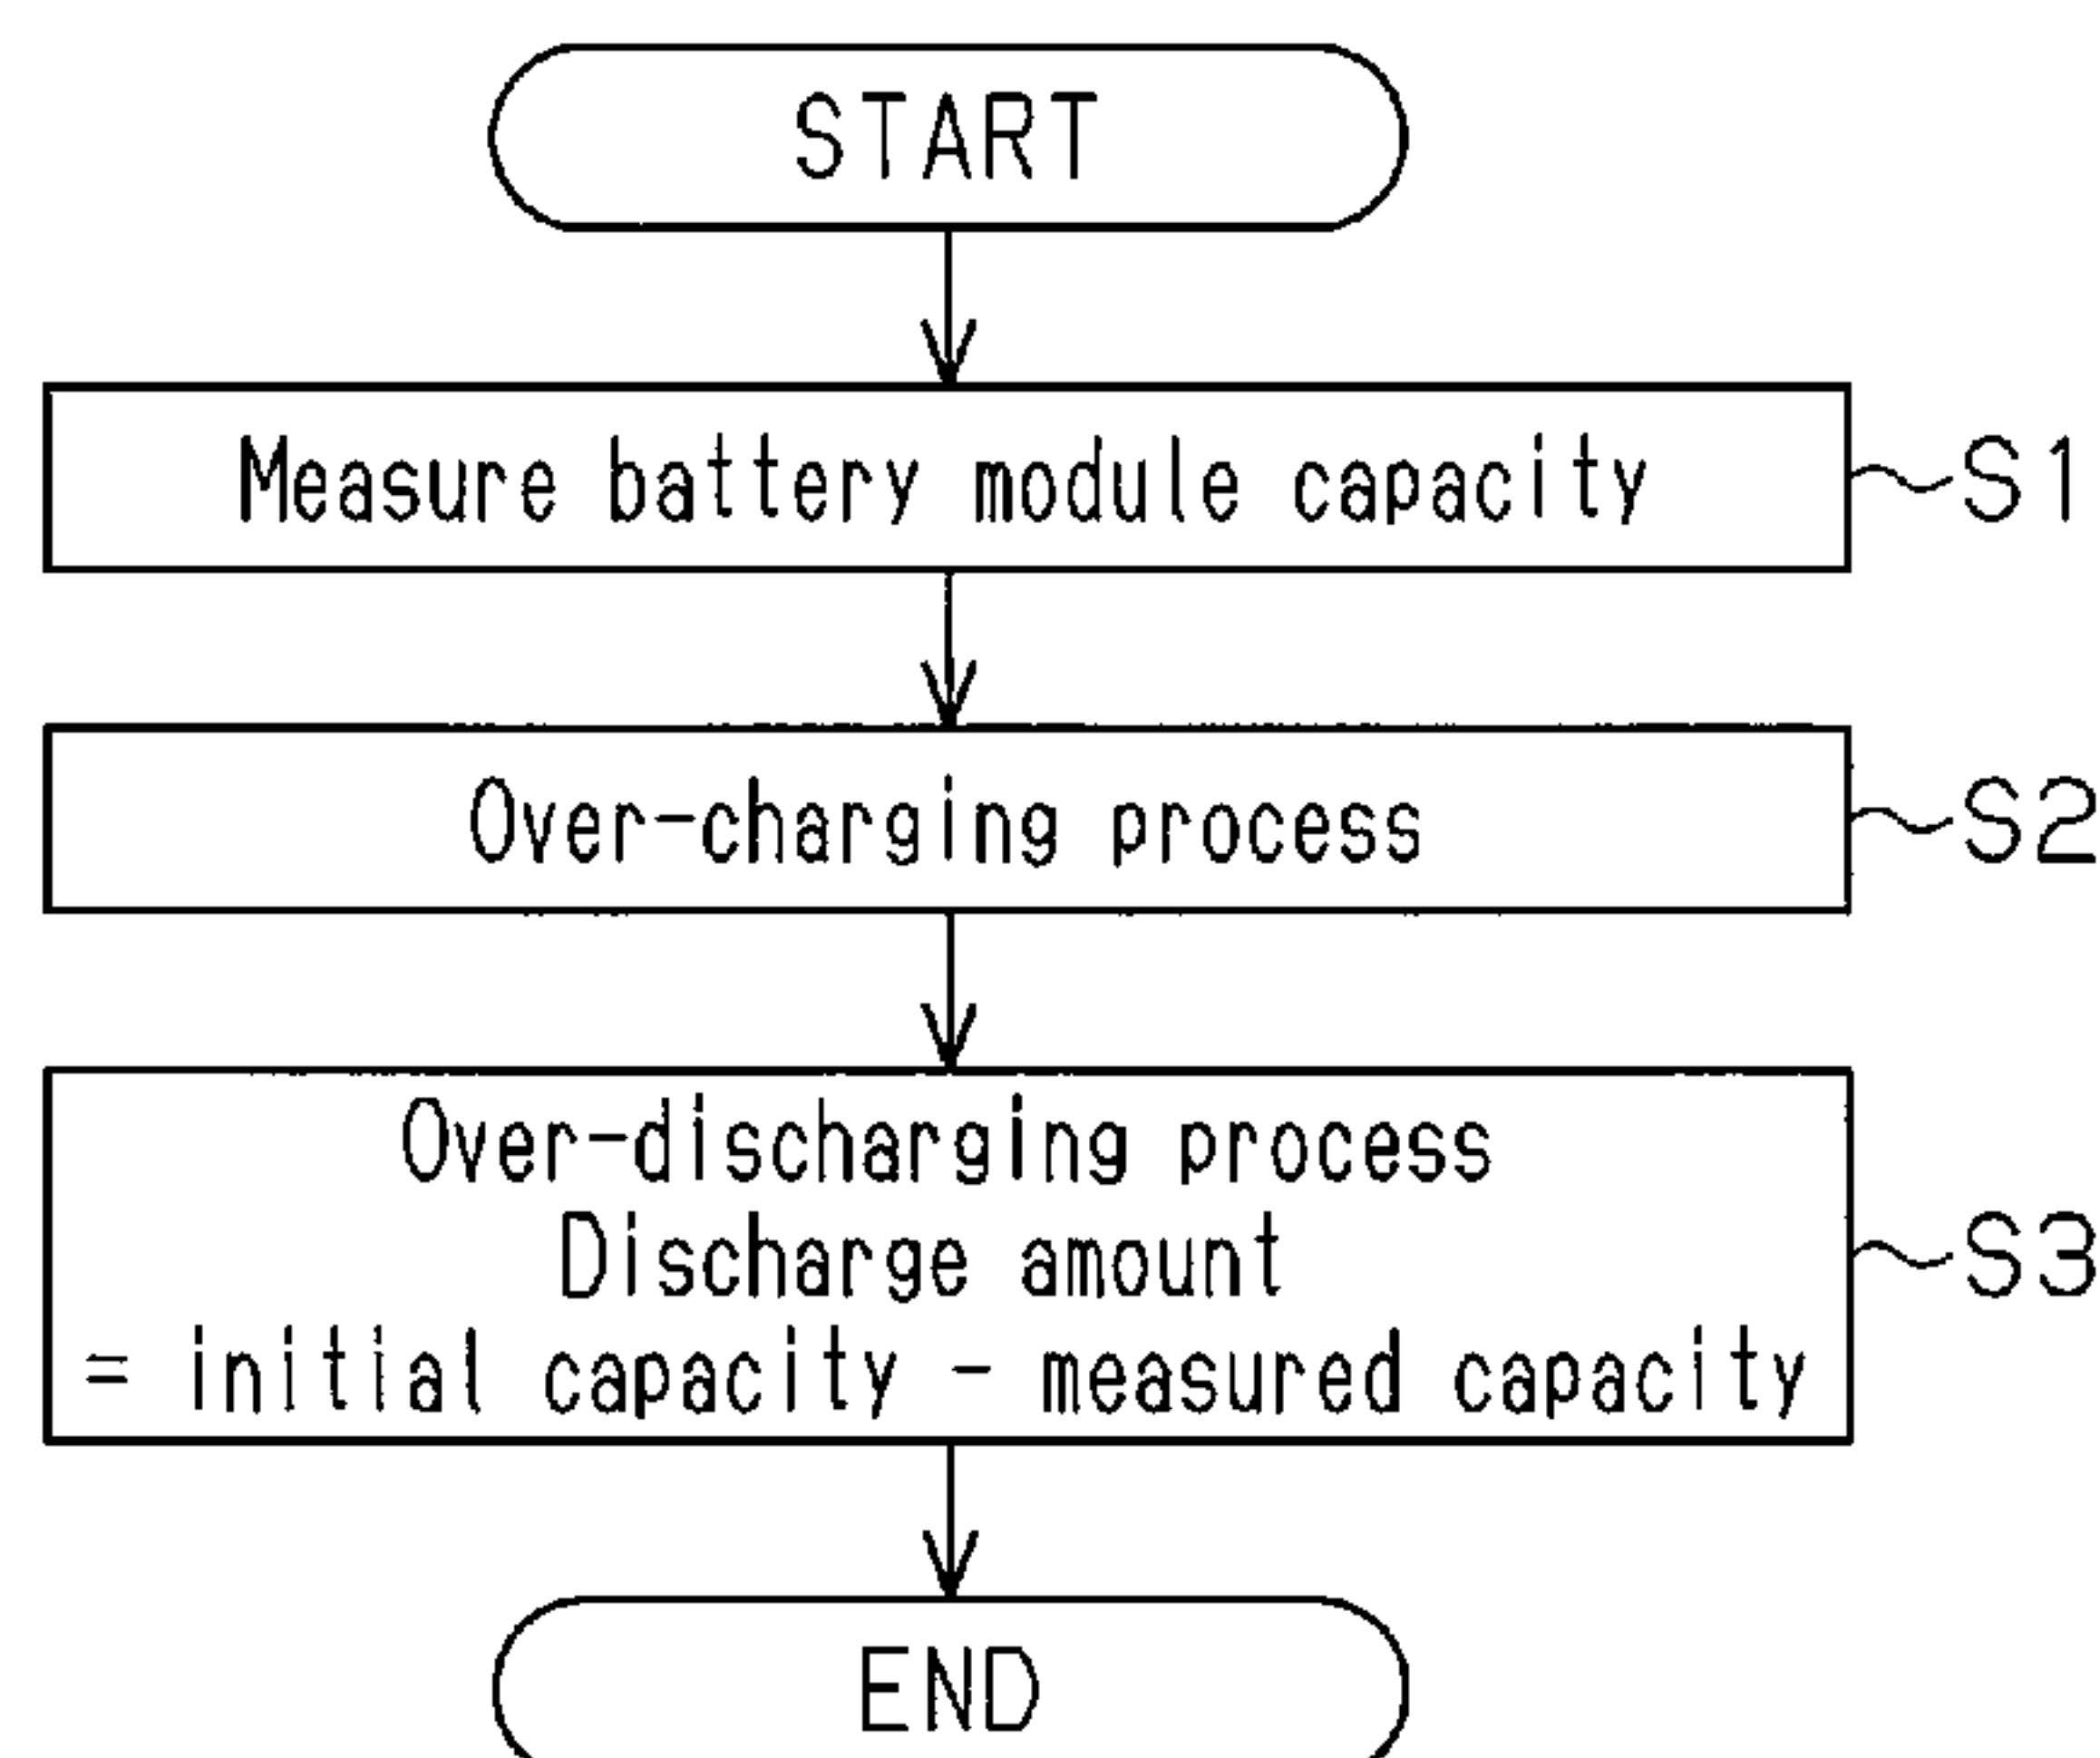 START
Measure battery module capacity
S1
Over-charging process
S2
Over-discharging process
Discharge amount
= initial capacity - measured capacity
S3
END